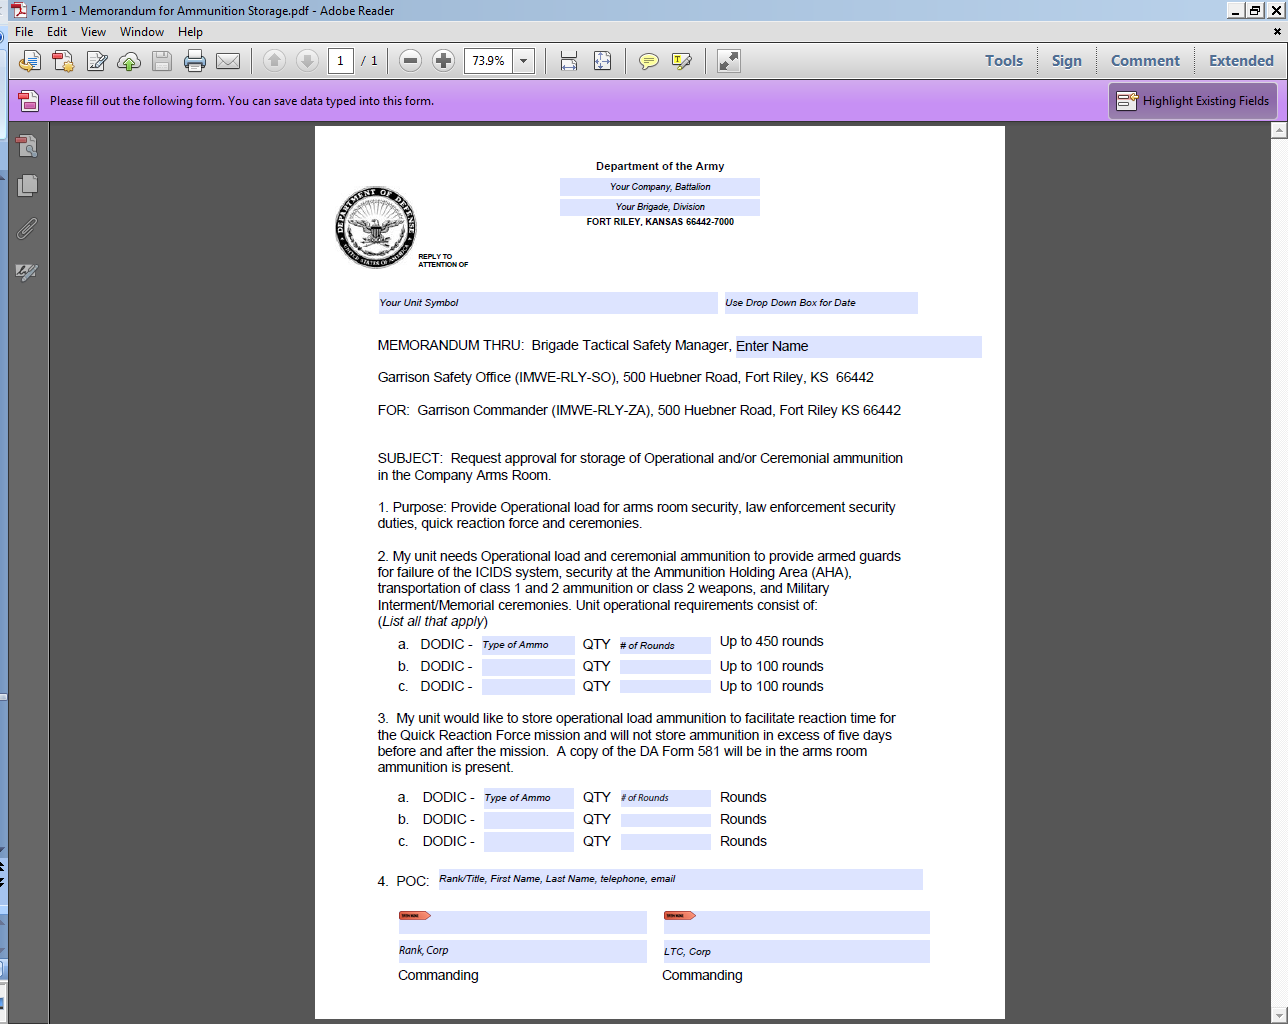 Form 1 - Memorandum for Ammunition Storage.pdf - Adobe Reader
File Edit View Window Help
1 / 1 73.9% Tools Sign Comment Extended
Please fill out the following form. You can save data typed into this form. Highlight Existing Fields
Department of the Army
Your Company, Battalion
Your Brigade, Division
FORT RILEY, KANSAS 66442-7000
DEPARTMENT OF DEFENSE
UNITED STATES OF AMERICA
REPLY TO
ATTENTION OF
Your Unit Symbol Use Drop Down Box for Date
MEMORANDUM THRU: Brigade Tactical Safety Manager, Enter Name
Garrison Safety Office (IMWE-RLY-SO), 500 Huebner Road, Fort Riley, KS 66442
FOR: Garrison Commander (IMWE-RLY-ZA), 500 Huebner Road, Fort Riley KS 66442
SUBJECT: Request approval for storage of Operational and/or Ceremonial ammunition
in the Company Arms Room.
1. Purpose: Provide Operational load for arms room security, law enforcement security
duties, quick reaction force and ceremonies.
2. My unit needs Operational load and ceremonial ammunition to provide armed guards
for failure of the ICIDS system, security at the Ammunition Holding Area (AHA),
transportation of class 1 and 2 ammunition or class 2 weapons, and Military
Interment/Memorial ceremonies. Unit operational requirements consist of:
(List all that apply)
a. DODIC - Type of Ammo QTY # of Rounds Up to 450 rounds
b. DODIC - QTY Up to 100 rounds
c. DODIC - QTY Up to 100 rounds
3. My unit would like to store operational load ammunition to facilitate reaction time for
the Quick Reaction Force mission and will not store ammunition in excess of five days
before and after the mission. A copy of the DA Form 581 will be in the arms room
ammunition is present.
a. DODIC - Type of Ammo QTY # of Rounds Rounds
b. DODIC - QTY Rounds
c. DODIC - QTY Rounds
4. POC: Rank/Title, First Name, Last Name, telephone, email
Rank, Corp LTC, Corp
Commanding Commanding